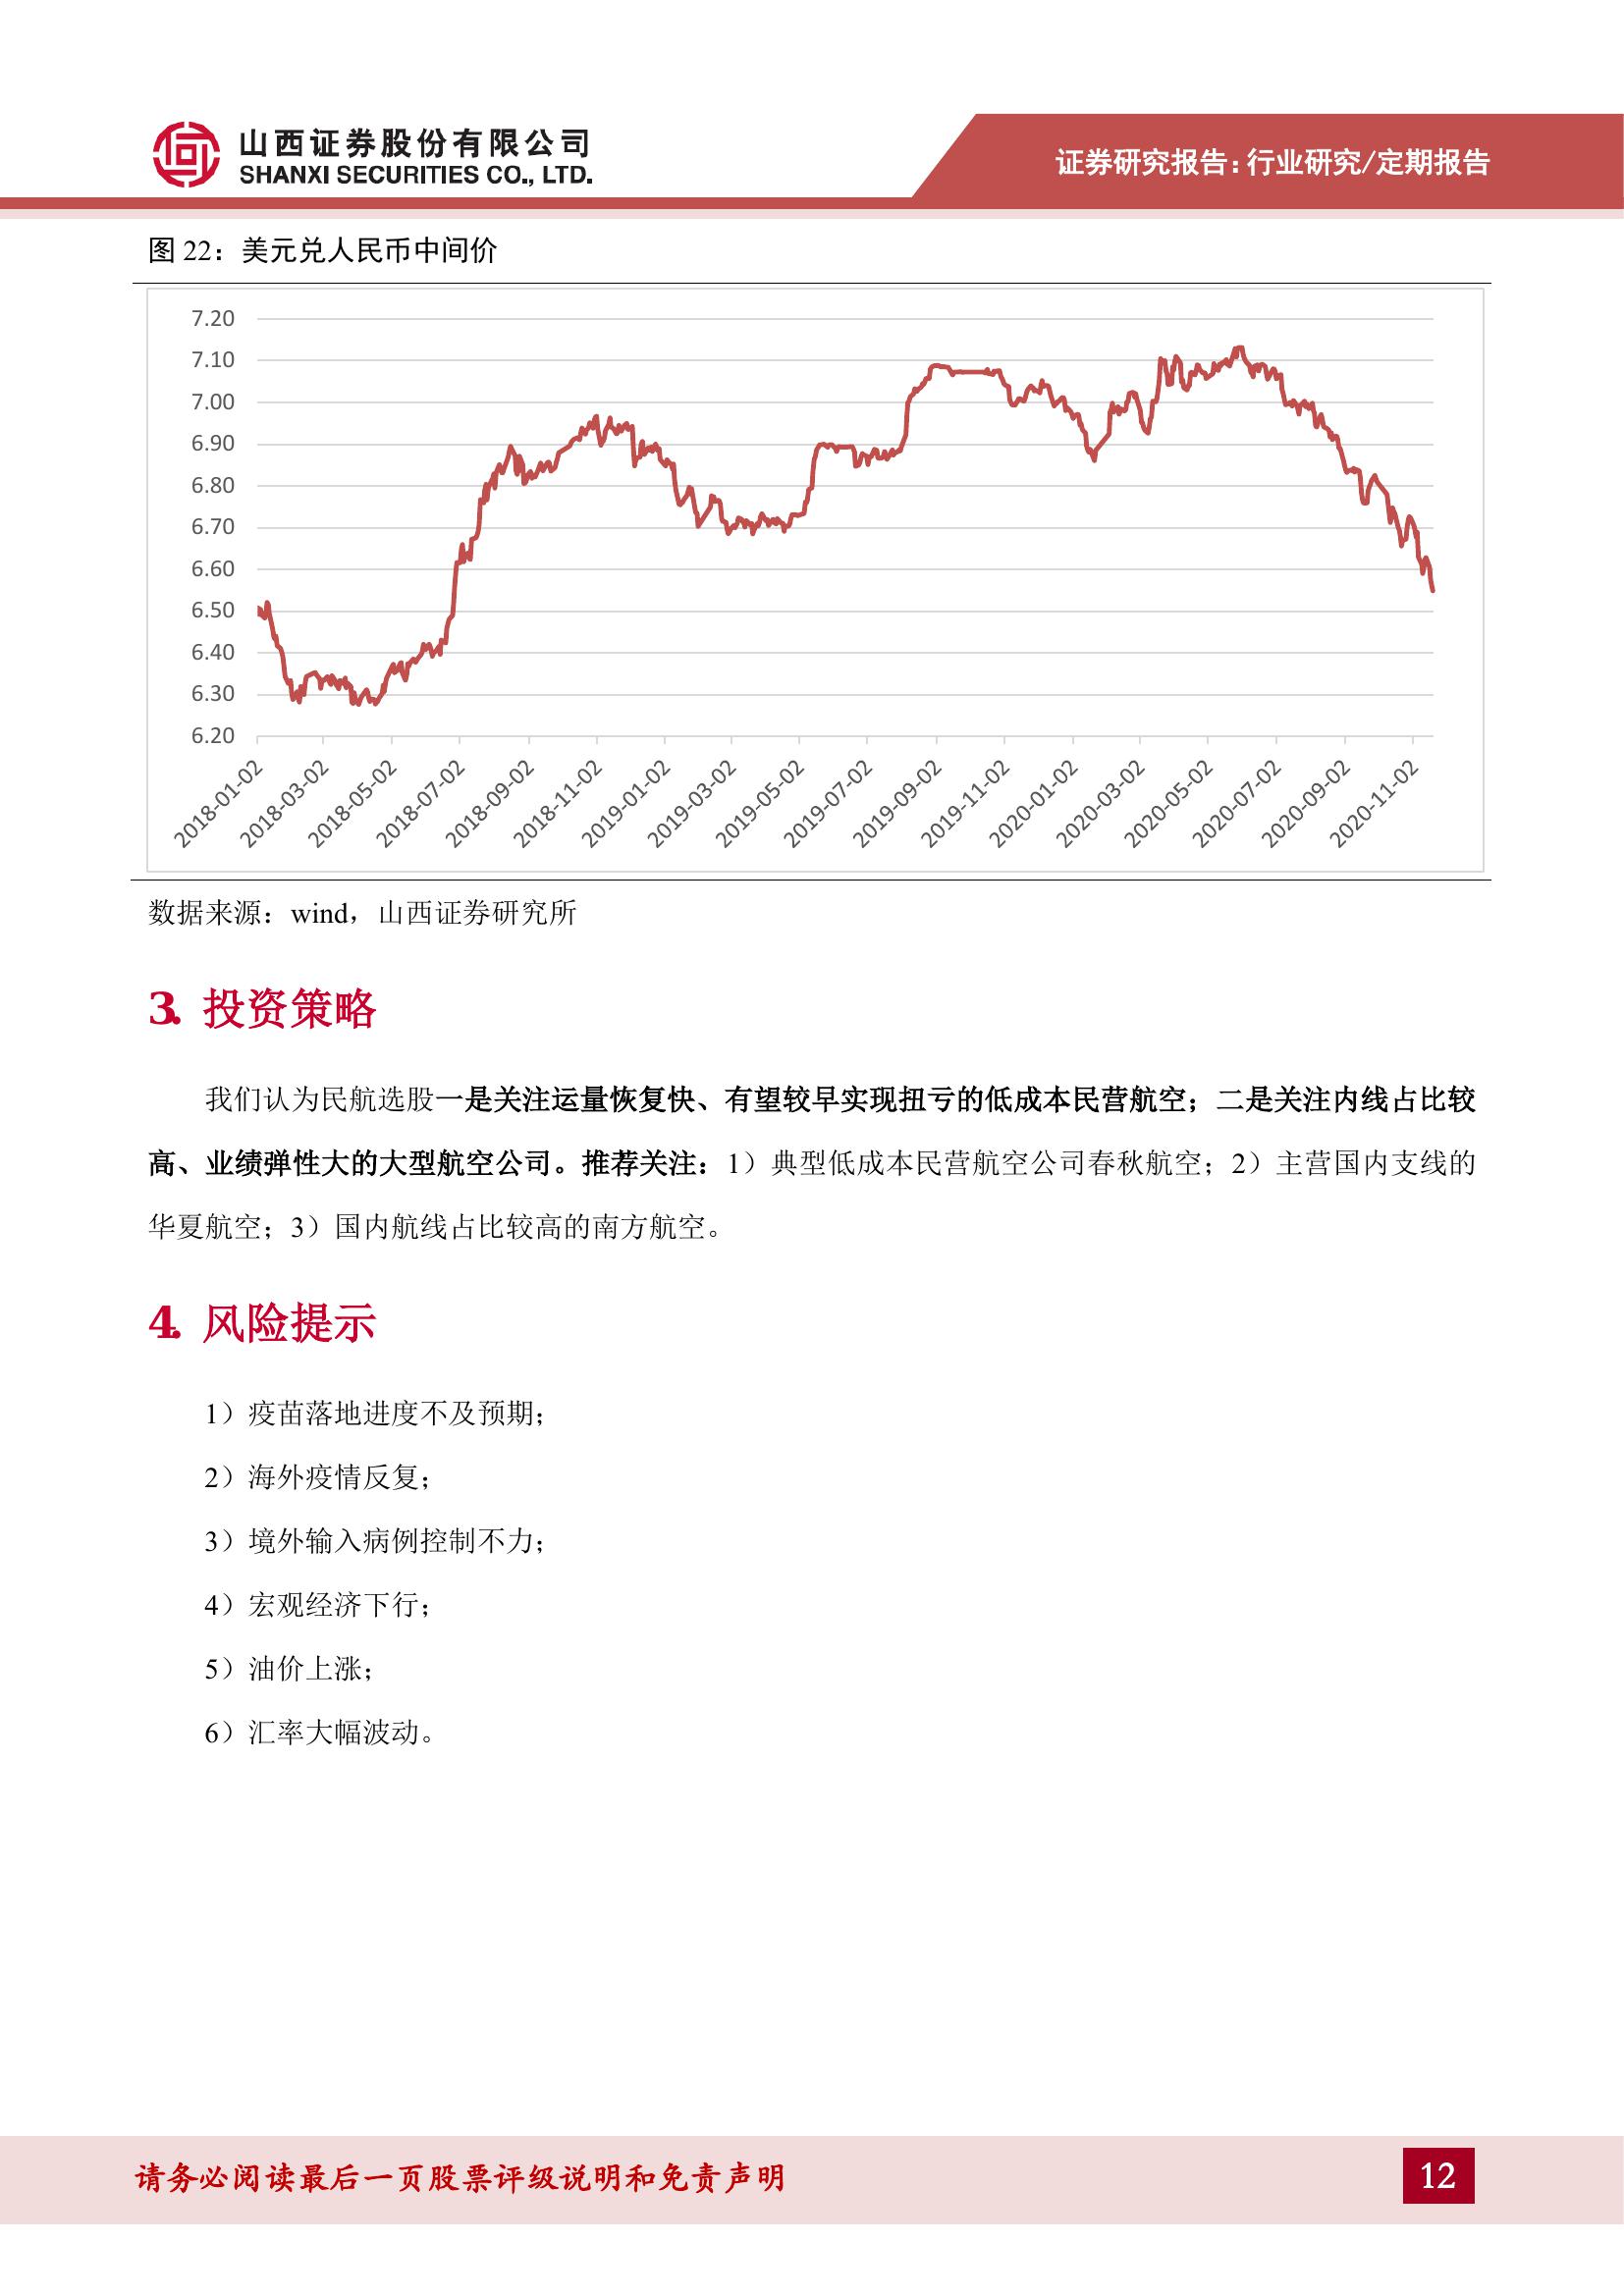 山西证券股份有限公司
SHANXI SECURITIES CO., LTD.
证券研究报告:行业研究/定期报告
图 22：美元兑人民币中间价
7.20
7.10
7.00
6.90
6.80
6.70
6.60
6.50
6.40
6.30
6.20
2018-01-02
2018-03-02
2018-05-02
2018-07-02
2018-09-02
2018-11-02
2019-01-02
2019-03-02
2019-05-02
2019-07-02
2019-09-02
2019-11-02
2020-01-02
2020-03-02
2020-05-02
2020-07-02
2020-09-02
2020-11-02
数据来源：wind，山西证券研究所
3. 投资策略
我们认为民航选股一是关注运量恢复快、有望较早实现扭亏的低成本民营航空；二是关注内线占比较
高、业绩弹性大的大型航空公司。推荐关注：1）典型低成本民营航空公司春秋航空；2）主营国内支线的
华夏航空；3）国内航线占比较高的南方航空。
4. 风险提示
1）疫苗落地进度不及预期；
2）海外疫情反复；
3）境外输入病例控制不力；
4）宏观经济下行；
5）油价上涨；
6）汇率大幅波动。
请务必阅读最后一页股票评级说明和免责声明
12